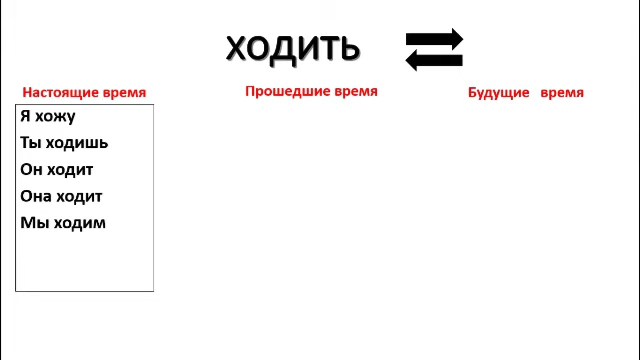 ХОДИТЬ
Настоящие время
Прошедшие время
Будущие время
Я хожу
Ты ходишь
Он ходит
Она ходит
Мы ходим